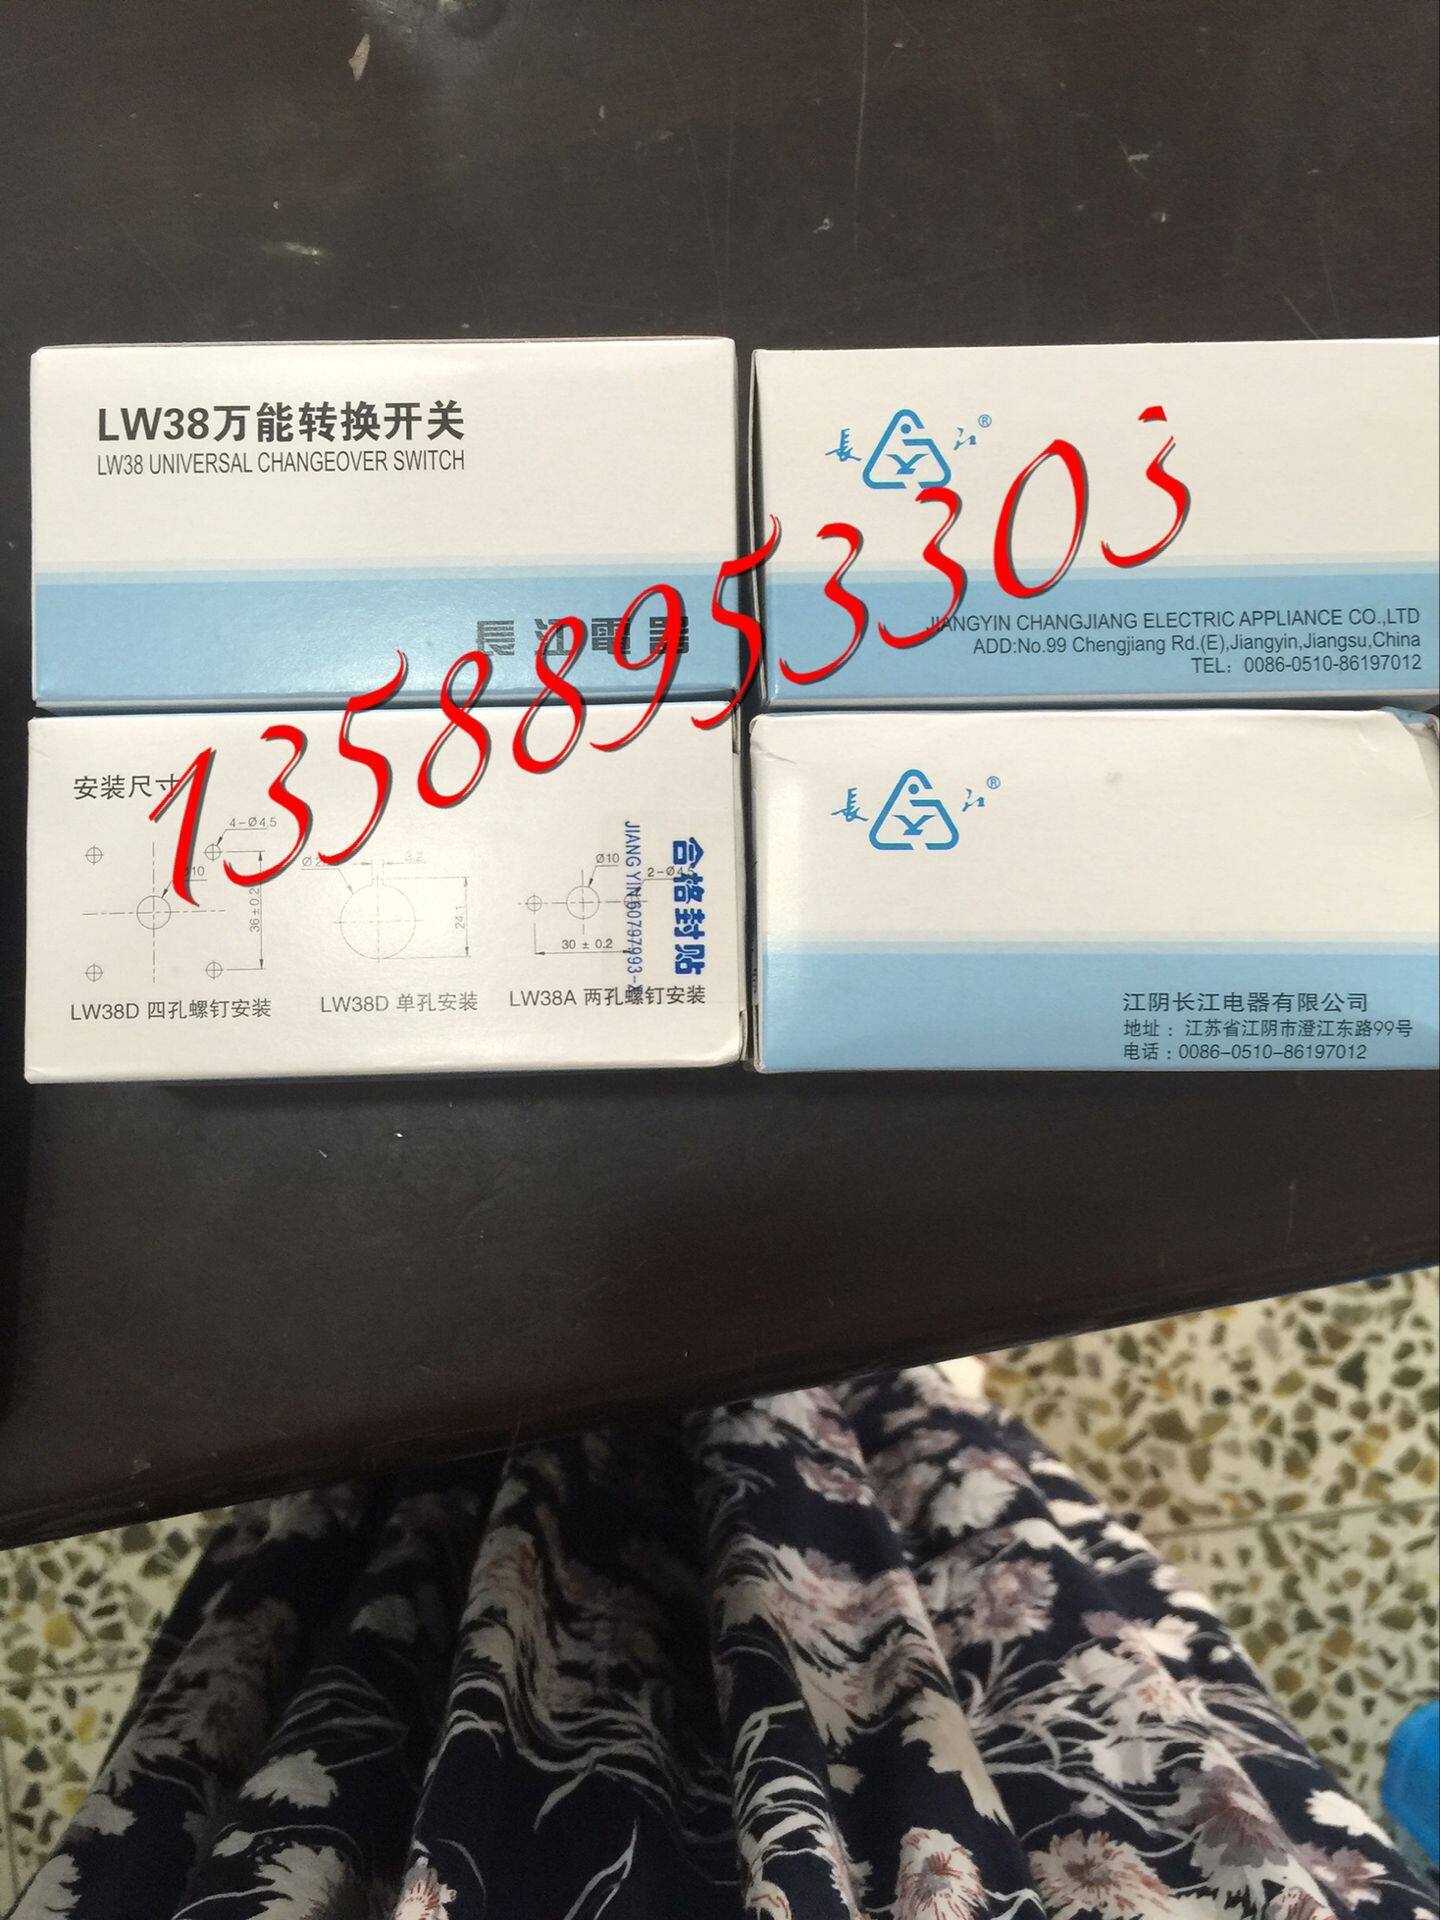 LW38万能转换开关
LW38 UNIVERSAL CHANGEOVER SWITCH
長江電器
長 江®
JIANGYIN CHANGJIANG ELECTRIC APPLIANCE CO.,LTD
ADD:No.99 Chengjiang Rd.(E),Jiangyin,Jiangsu,China
TEL: 0086-0510-86197012
13588953303
安装尺寸
4-Ø4.5
36±0.2
3.2
24.1
Ø10
2-Ø4.5
30 ± 0.2
LW38D 四孔螺钉安装
LW38D 单孔安装
LW38A 两孔螺钉安装
合格封贴
長 江®
江阴长江电器有限公司
地址：江苏省江阴市澄江东路99号
电话：0086-0510-86197012